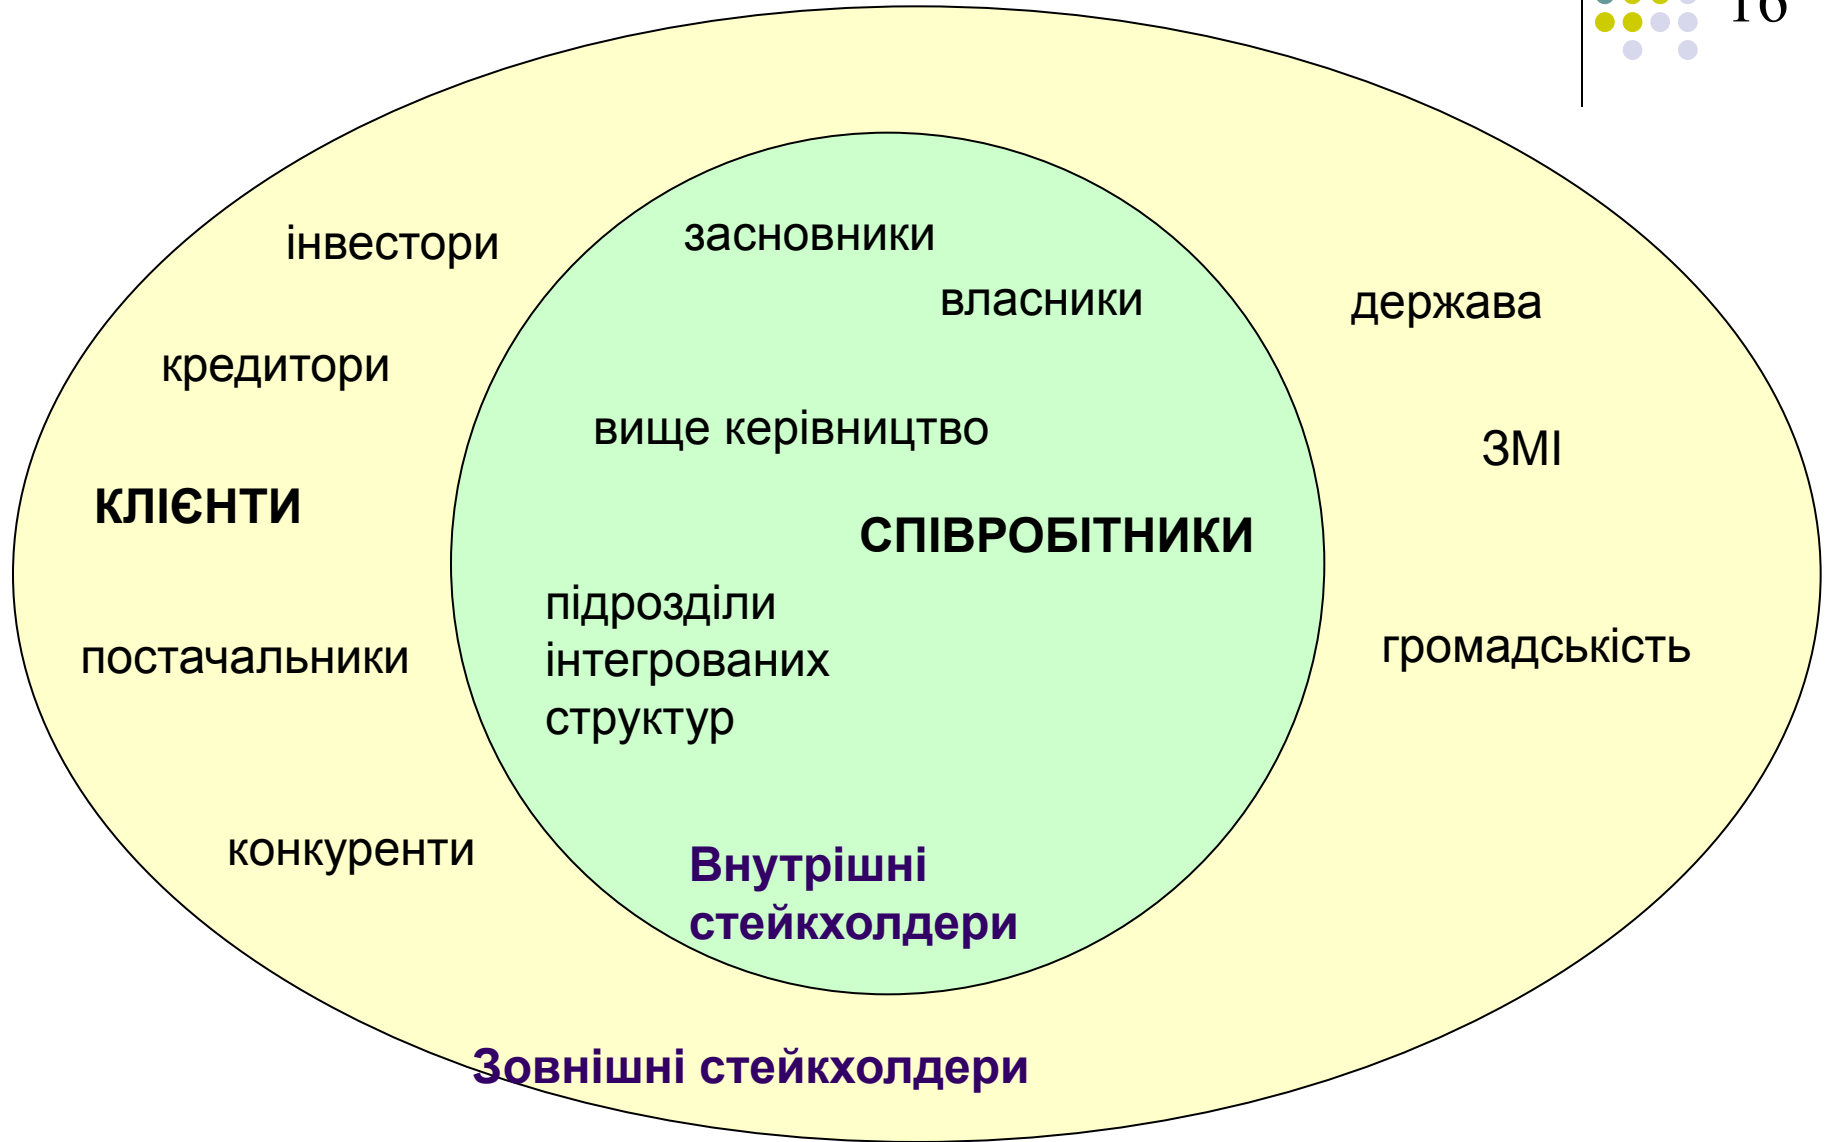 16
інвестори
засновники
власники
держава
кредитори
вище керівництво
ЗМІ
КЛІЄНТИ
СПІВРОБІТНИКИ
підрозділи
інтегрованих
структур
постачальники
громадськість
конкуренти
Внутрішні
стейкхолдери
Зовнішні стейкхолдери